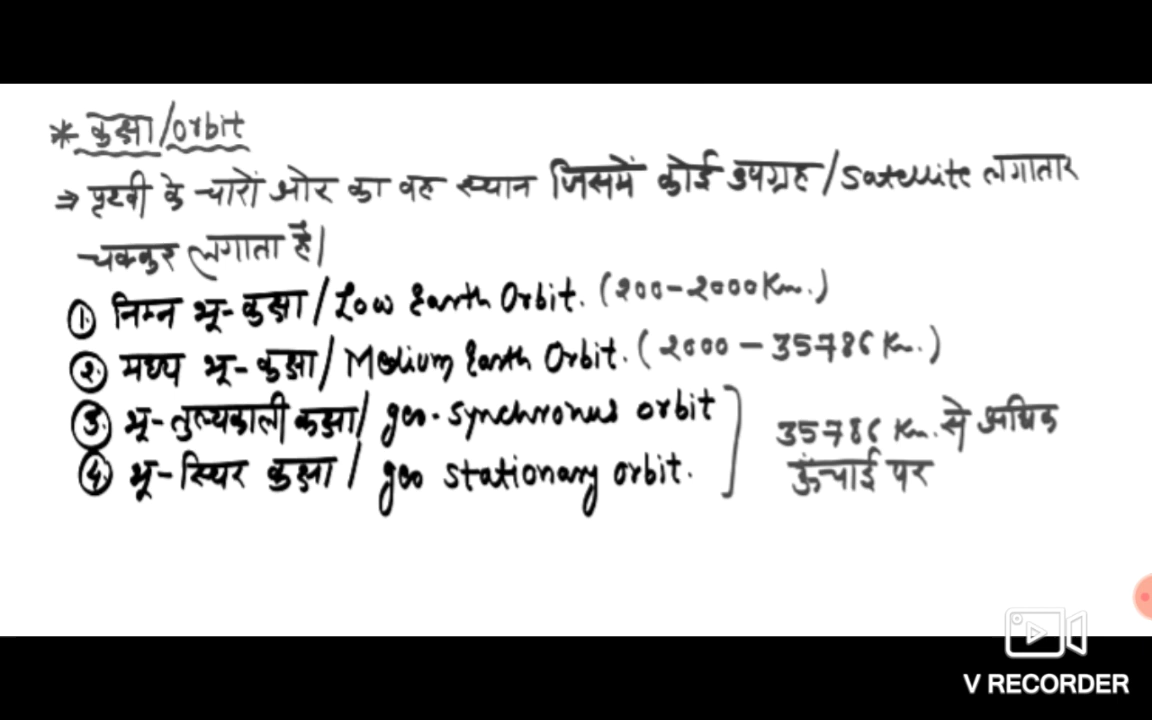 * कक्षा/orbit
⇒ पृथ्वी के चारों ओर का वह स्थान जिसमें कोई उपग्रह/Satellite लगातार
चक्कर लगाता है।
① निम्न भू-कक्षा/Low Earth Orbit. (200-2000 Km.)
② मध्य भू-कक्षा/Medium Earth Orbit. (2000 - 35786 Km.)
③ भू-तुल्यकाली कक्षा/geo-synchronus orbit
④ भू-स्थिर कक्षा/geo stationary orbit.
35786 Km. से अधिक
ऊंचाई पर
V RECORDER